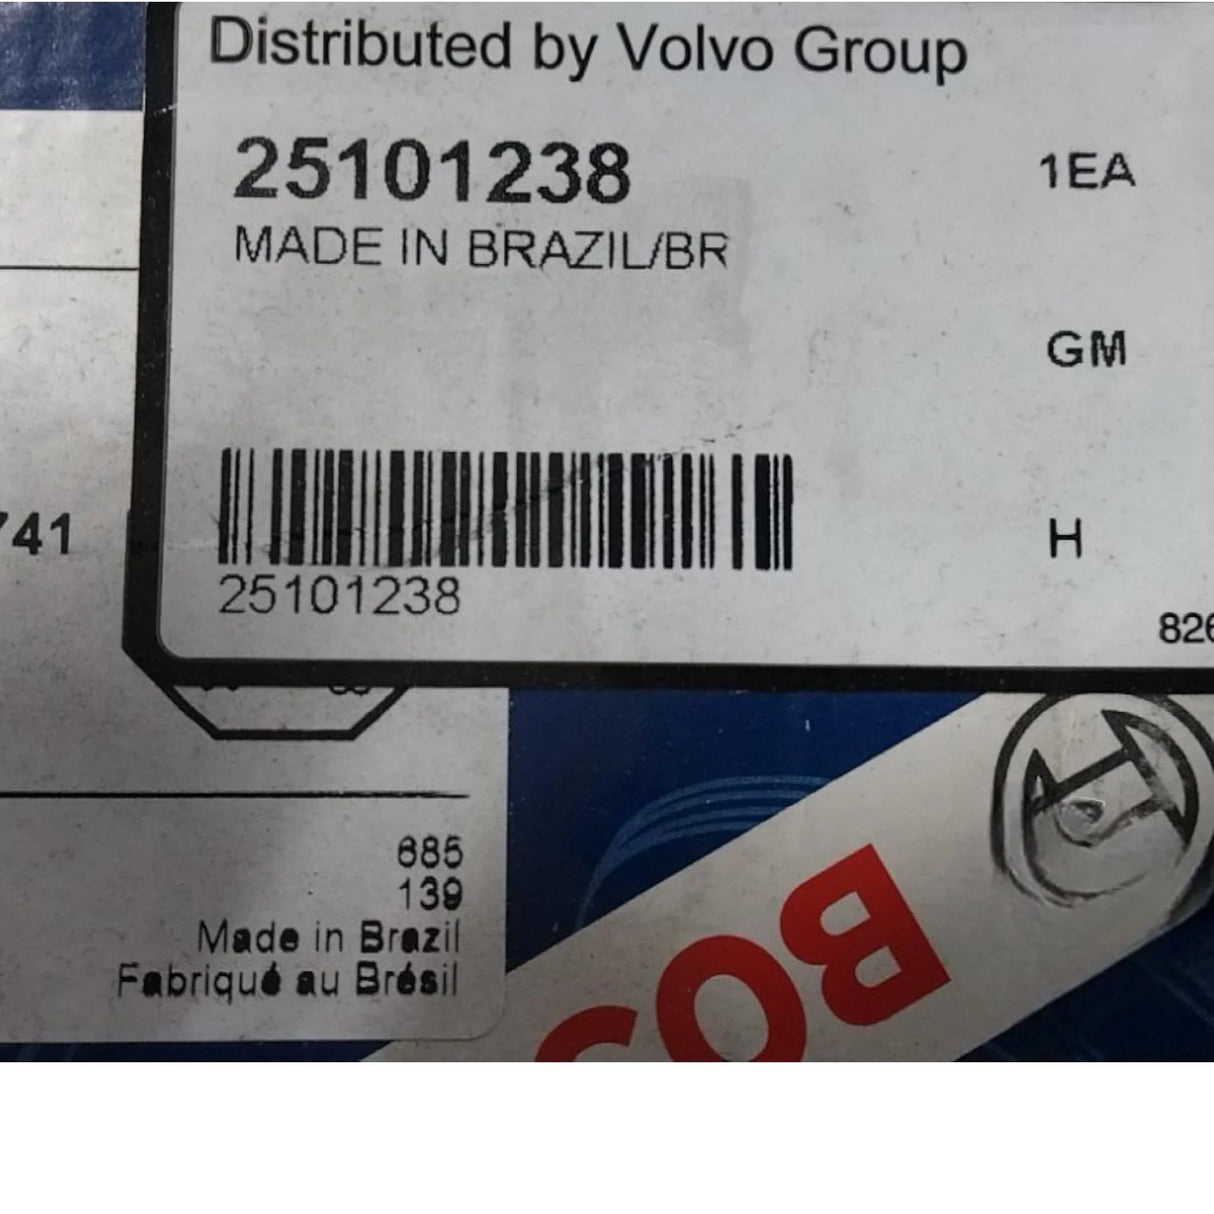 Distributed by Volvo Group
25101238
1EA
MADE IN BRAZIL/BR
GM
741
H
25101238
826
685
139
Made in Brazil
Fabriqué au Brésil
BOS